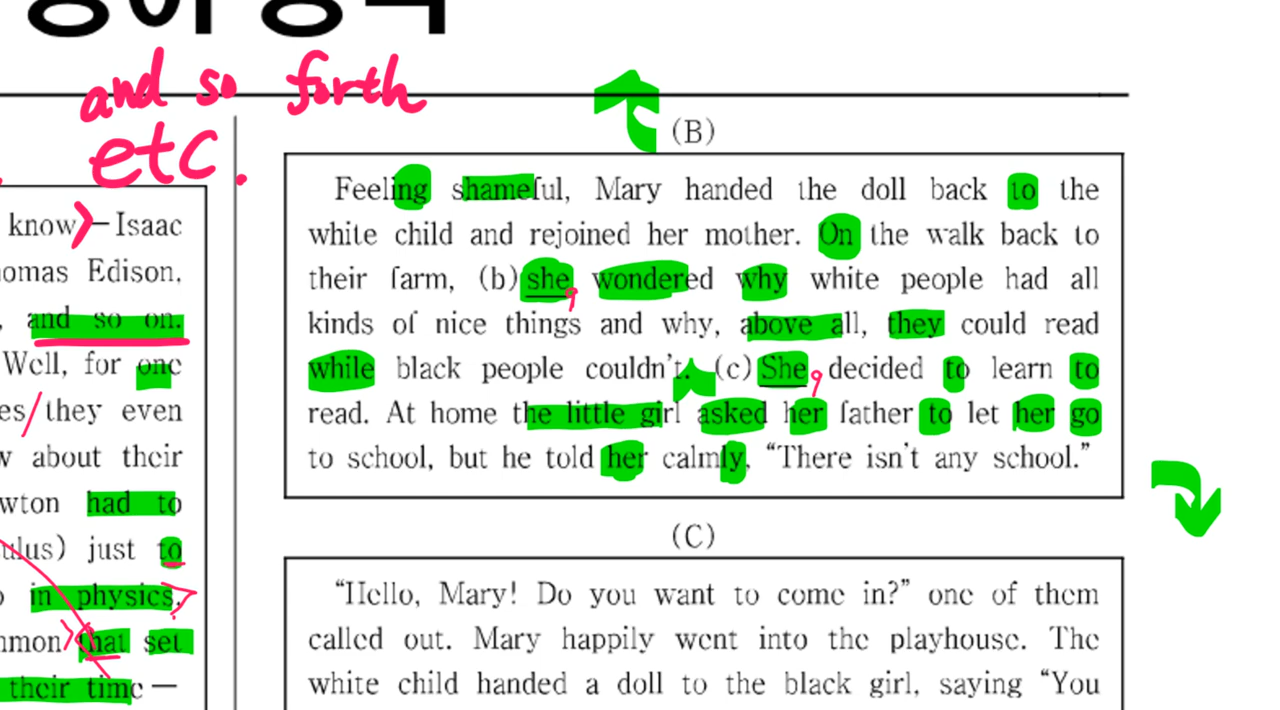 and so forth
etc.
know—Isaac
omas Edison,
and so on.
Well, for one
es/they even
about their
wton had to
ulus) just to
in physics,
mmon that set
their time—
(B)
Feeling shameful, Mary handed the doll back to the
white child and rejoined her mother. On the walk back to
their farm, (b) she wondered why white people had all
kinds of nice things and why, above all, they could read
while black people couldn't. (c) She decided to learn to
read. At home the little girl asked her father to let her go
to school, but he told her calmly, “There isn't any school.”
(C)
“Hello, Mary! Do you want to come in?” one of them
called out. Mary happily went into the playhouse. The
white child handed a doll to the black girl, saying “You